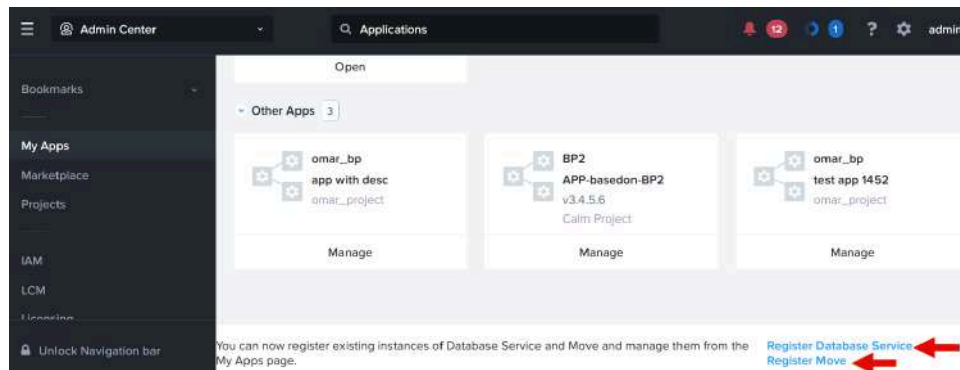 Admin Center
Applications
12
1
?
admin
Open
Bookmarks
Other Apps 3
My Apps
Marketplace
Projects
IAM
LCM
Licensing
Unlock Navigation bar
omar_bp
app with desc
omar_project
Manage
BP2
APP-basedon-BP2
v3.4.5.6
Calm Project
Manage
omar_bp
test app 1452
omar_project
Manage
You can now register existing instances of Database Service and Move and manage them from the
My Apps page.
Register Database Service
Register Move